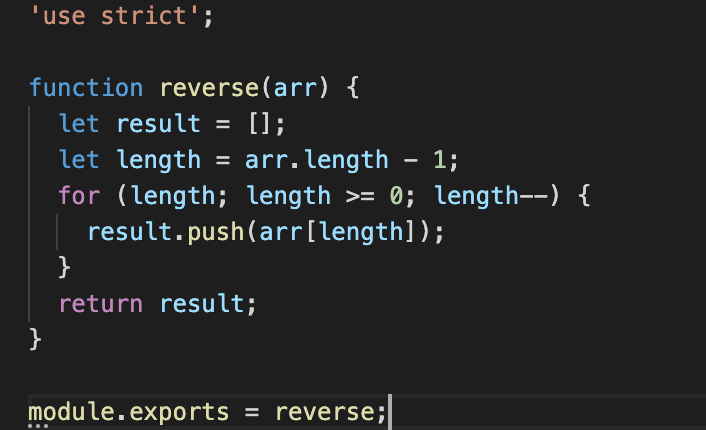 'use strict';
function reverse(arr) {
let result = [];
let length = arr.length - 1;
for (length; length >= 0; length--) {
result.push(arr[length]);
}
return result;
}
module.exports = reverse;